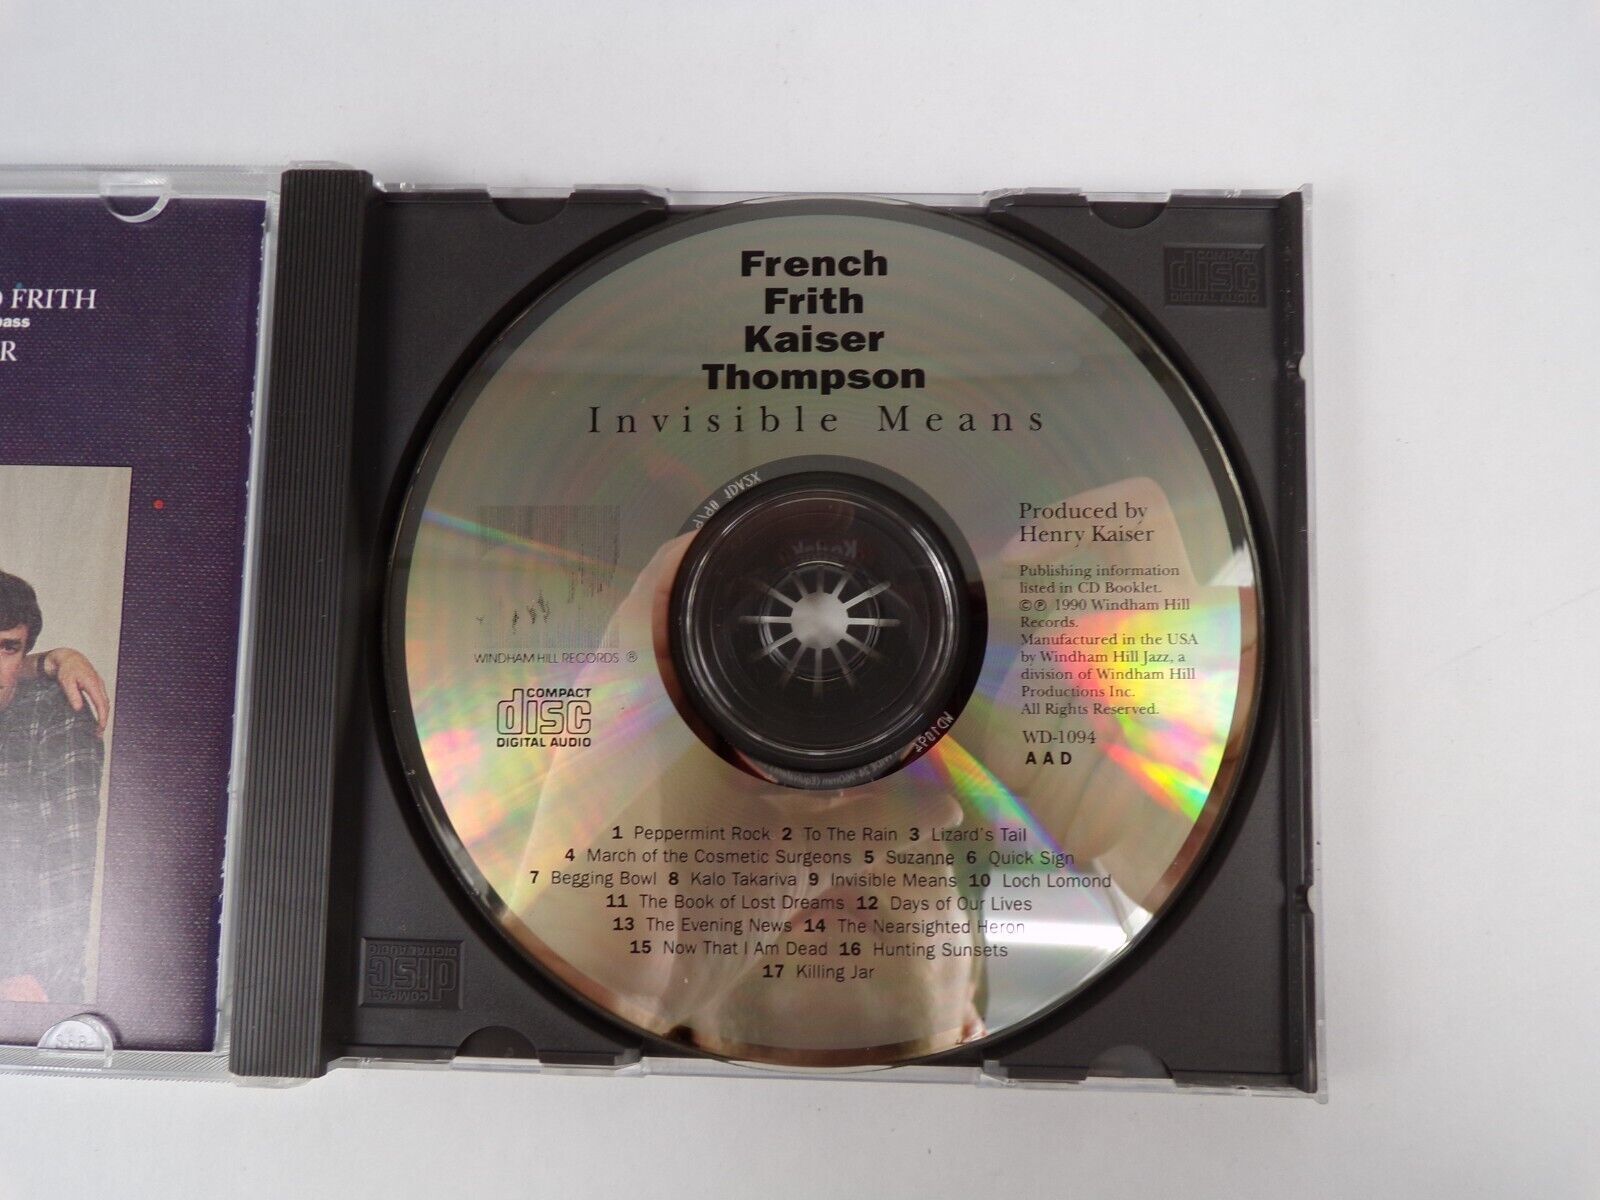 FRITH
bass
R
French
Frith
Kaiser
Thompson
Invisible Means
WINDHAM HILL RECORDS ®
COMPACT
disc
DIGITAL AUDIO
Produced by
Henry Kaiser
Publishing information
listed in CD Booklet.
© ℗ 1990 Windham Hill
Records.
Manufactured in the USA
by Windham Hill Jazz, a
division of Windham Hill
Productions Inc.
All Rights Reserved.
WD-1094
A A D
1 Peppermint Rock 2 To The Rain 3 Lizard's Tail
4 March of the Cosmetic Surgeons 5 Suzanne 6 Quick Sign
7 Begging Bowl 8 Kalo Takariva 9 Invisible Means 10 Loch Lomond
11 The Book of Lost Dreams 12 Days of Our Lives
13 The Evening News 14 The Nearsighted Heron
15 Now That I Am Dead 16 Hunting Sunsets
17 Killing Jar
WD1094
COMPACT
disc
DIGITAL AUDIO
COMPACT
disc
DIGITAL AUDIO